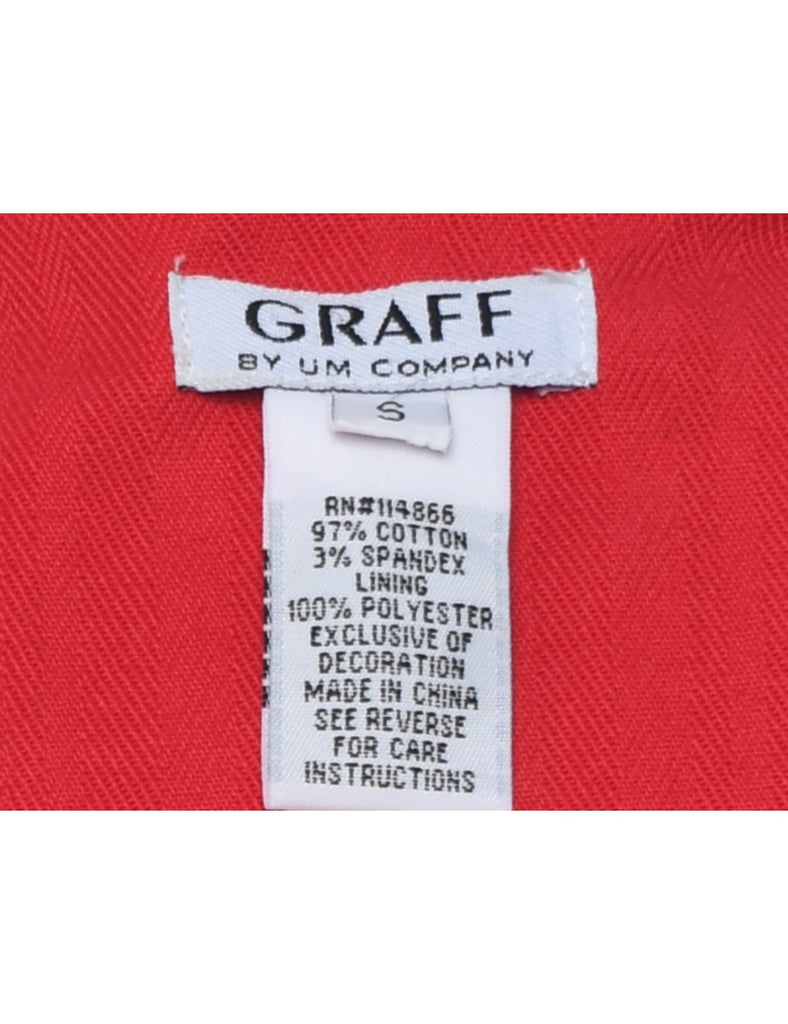 GRAFF
BY UM COMPANY
S
RN#114866
97% COTTON
3% SPANDEX
LINING
100% POLYESTER
EXCLUSIVE OF
DECORATION
MADE IN CHINA
SEE REVERSE
FOR CARE
INSTRUCTIONS